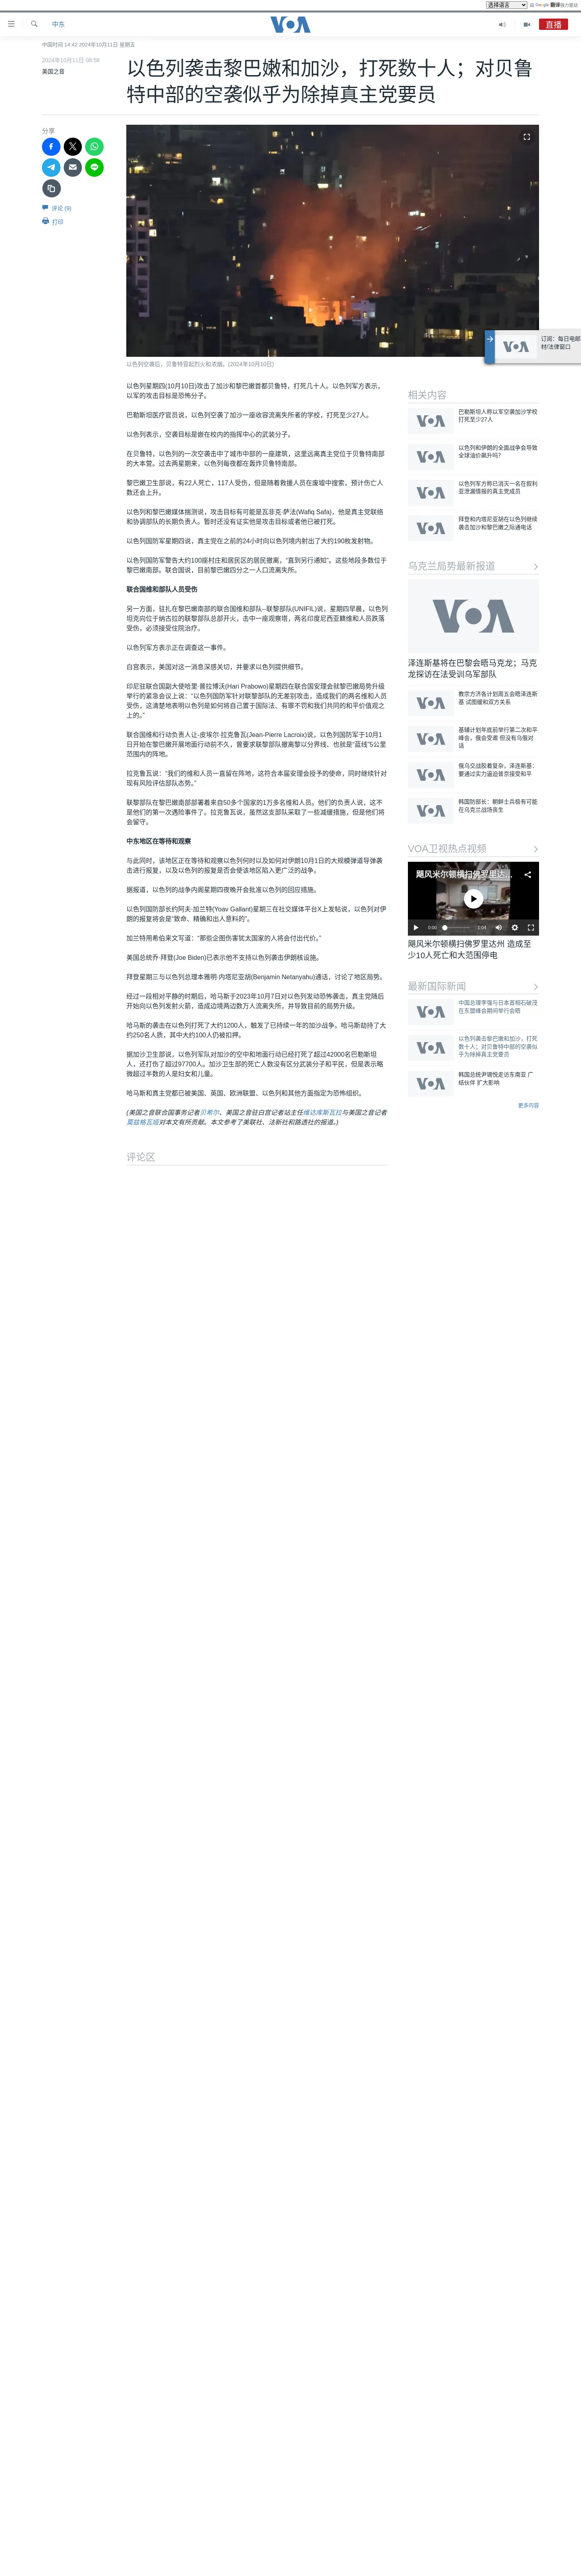 选择语言
由 Google 翻译强力驱动
中东
VOA
直播
中国时间 14:42 2024年10月11日 星期五
2024年10月11日 06:58
美国之音
以色列袭击黎巴嫩和加沙，打死数十人；对贝鲁
特中部的空袭似乎为除掉真主党要员
分享
评论 (9)
打印
以色列空袭后，贝鲁特冒起烈火和浓烟。(2024年10月10日)
VOA
订阅：每日电邮
材/法律窗口
以色列星期四(10月10日)攻击了加沙和黎巴嫩首都贝鲁特，打死几十人。以色列军方表示，
以军的攻击目标是恐怖分子。
巴勒斯坦医疗官员说，以色列空袭了加沙一座收容流离失所者的学校，打死至少27人。
以色列表示，空袭目标是嵌在校内的指挥中心的武装分子。
在贝鲁特，以色列的一次空袭击中了城市中部的一座建筑，这里远离真主党位于贝鲁特南部
的大本营。过去两星期来，以色列每夜都在轰炸贝鲁特南部。
黎巴嫩卫生部说，有22人死亡，117人受伤，但是随着救援人员在废墟中搜索，预计伤亡人
数还会上升。
以色列和黎巴嫩媒体揣测说，攻击目标有可能是瓦菲克·萨法(Wafiq Safa)，他是真主党联络
和协调部队的长期负责人。暂时还没有证实他是攻击目标或者他已被打死。
以色列国防军星期四说，真主党在之前的24小时向以色列境内射出了大约190枚发射物。
以色列国防军警告大约100座村庄和居民区的居民撤离，“直到另行通知”。这些地段多数位于
黎巴嫩南部。联合国说，目前黎巴嫩四分之一人口流离失所。
联合国维和部队人员受伤
另一方面，驻扎在黎巴嫩南部的联合国维和部队--联黎部队(UNIFIL)说，星期四早晨，以色列
坦克向位于纳古拉的联黎部队总部开火，击中一座观察塔，两名印度尼西亚籍维和人员跌落
受伤，必须接受住院治疗。
以色列军方表示正在调查这一事件。
白宫表示，美国对这一消息深感关切，并要求以色列提供细节。
印尼驻联合国副大使哈里·普拉博沃(Hari Prabowo)星期四在联合国安理会就黎巴嫩局势升级
举行的紧急会议上说：“以色列国防军针对联黎部队的无差别攻击，造成我们的两名维和人员
受伤，这清楚地表明以色列是如何将自己置于国际法、有罪不罚和我们共同的和平价值观之
上的。”
联合国维和行动负责人让-皮埃尔·拉克鲁瓦(Jean-Pierre Lacroix)说，以色列国防军于10月1
日开始在黎巴嫩开展地面行动前不久，曾要求联黎部队撤离黎以分界线、也就是“蓝线”5公里
范围内的阵地。
拉克鲁瓦说：“我们的维和人员一直留在阵地，这符合本届安理会授予的使命，同时继续针对
现有风险评估部队态势。”
联黎部队在黎巴嫩南部部署着来自50多个国家的1万多名维和人员。他们的负责人说，这不
是他们的第一次遇险事件了。拉克鲁瓦说，虽然这支部队采取了一些减缓措施，但是他们将
会留守。
中东地区在等待和观察
与此同时，该地区正在等待和观察以色列何时以及如何对伊朗10月1日的大规模弹道导弹袭
击进行报复，以及以色列的报复是否会使该地区陷入更广泛的战争。
据报道，以色列的战争内阁星期四夜晚开会批准以色列的回应措施。
以色列国防部长约阿夫·加兰特(Yoav Gallant)星期三在社交媒体平台X上发帖说，以色列对伊
朗的报复将会是“致命、精确和出人意料的”。
加兰特用希伯来文写道：“那些企图伤害犹太国家的人将会付出代价。”
美国总统乔·拜登(Joe Biden)已表示他不支持以色列袭击伊朗核设施。
拜登星期三与以色列总理本雅明·内塔尼亚胡(Benjamin Netanyahu)通话，讨论了地区局势。
经过一段相对平静的时期后，哈马斯于2023年10月7日对以色列发动恐怖袭击，真主党随后
开始向以色列发射火箭，造成边境两边数万人流离失所，并导致目前的局势升级。
哈马斯的袭击在以色列打死了大约1200人，触发了已持续一年的加沙战争。哈马斯劫持了大
约250名人质，其中大约100人仍被扣押。
据加沙卫生部说，以色列军队对加沙的空中和地面行动已经打死了超过42000名巴勒斯坦
人，还打伤了超过97700人。加沙卫生部的死亡人数没有区分武装分子和平民，但是表示略
微超过半数的人是妇女和儿童。
哈马斯和真主党都已被美国、英国、欧洲联盟、以色列和其他方面指定为恐怖组织。
(美国之音联合国事务记者贝希尔、美国之音驻白宫记者站主任维达库斯瓦拉与美国之音记者
莫兹格瓦娅对本文有所贡献。本文参考了美联社、法新社和路透社的报道。)
评论区
相关内容
VOA
巴勒斯坦人称以军空袭加沙学校
打死至少27人
VOA
以色列和伊朗的全面战争会导致
全球油价飙升吗？
VOA
以色列军方称已消灭一名在叙利
亚泄漏情报的真主党成员
VOA
拜登和内塔尼亚胡在以色列继续
袭击加沙和黎巴嫩之际通电话
乌克兰局势最新报道
VOA
泽连斯基将在巴黎会晤马克龙；马克
龙探访在法受训乌军部队
VOA
教宗方济各计划周五会晤泽连斯
基 试图缓和双方关系
VOA
基辅计划年底前举行第二次和平
峰会，俄会受邀 但没有乌俄对
话
VOA
俄乌交战胶着复杂，泽连斯基：
要通过实力逼迫普京接受和平
VOA
韩国防部长：朝鲜士兵极有可能
在乌克兰战场丧生
VOA卫视热点视频
飓风米尔顿横扫佛罗里达...
0:00
1:04
飓风米尔顿横扫佛罗里达州 造成至
少10人死亡和大范围停电
最新国际新闻
VOA
中国总理李强与日本首相石破茂
在东盟峰会期间举行会晤
VOA
以色列袭击黎巴嫩和加沙，打死
数十人；对贝鲁特中部的空袭似
乎为除掉真主党要员
VOA
韩国总统尹锡悦走访东南亚 广
结伙伴 扩大影响
更多内容